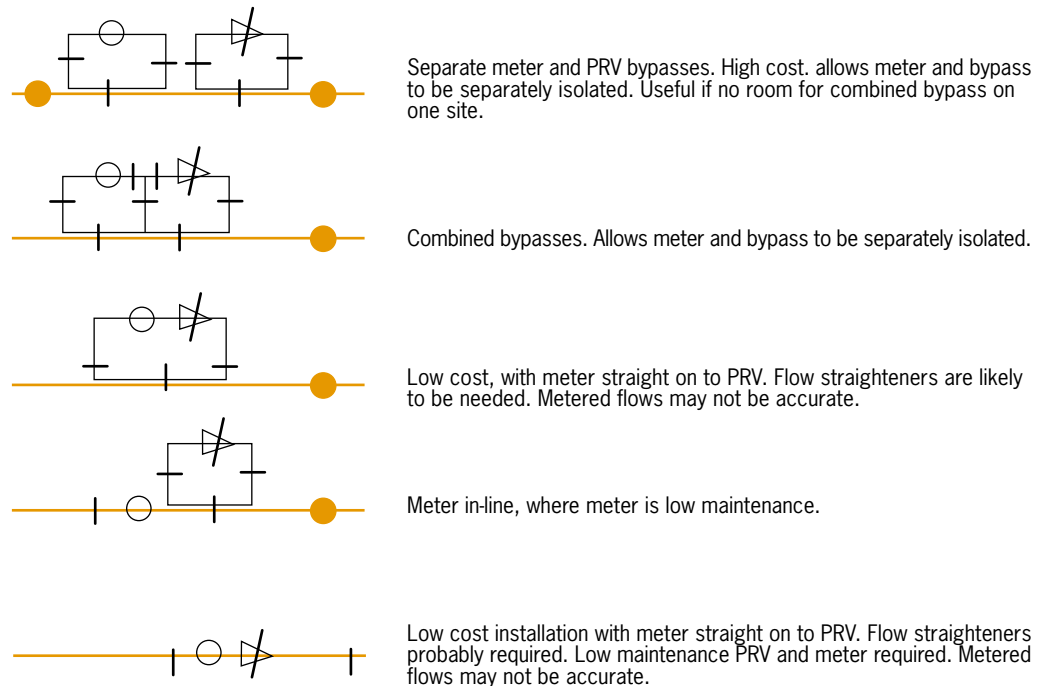 Separate meter and PRV bypasses. High cost. allows meter and bypass
to be separately isolated. Useful if no room for combined bypass on
one site.
Combined bypasses. Allows meter and bypass to be separately isolated.
Low cost, with meter straight on to PRV. Flow straighteners are likely
to be needed. Metered flows may not be accurate.
Meter in-line, where meter is low maintenance.
Low cost installation with meter straight on to PRV. Flow straighteners
probably required. Low maintenance PRV and meter required. Metered
flows may not be accurate.